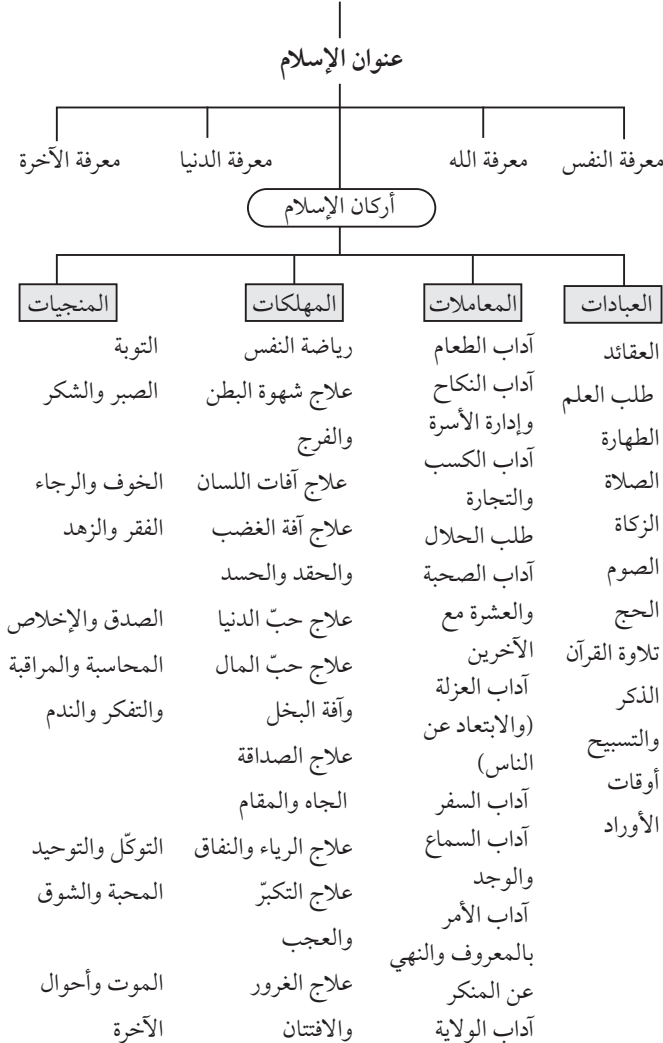 عنوان الإسلام
معرفة النفس
معرفة الله
معرفة الدنيا
معرفة الآخرة
أركان الإسلام
العبادات
العقائد
طلب العلم
الطهارة
الصلاة
الزكاة
الصوم
الحج
تلاوة القرآن
الذكر
والتسبيح
أوقات
الأوراد
المعاملات
آداب الطعام
آداب النكاح
وإدارة الأسرة
آداب الكسب
والتجارة
طلب الحلال
آداب الصحبة
والعشرة مع
الآخرين
آداب العزلة
(والابتعاد عن
الناس)
آداب السفر
آداب السماع
والوجد
آداب الأمر
بالمعروف والنهي
عن المنكر
آداب الولاية
المهلكات
رياضة النفس
علاج شهوة البطن
والفرج
علاج آفات اللسان
علاج آفة الغضب
والحقد والحسد
علاج حبّ الدنيا
علاج حبّ المال
وآفة البخل
علاج الصداقة
الجاه والمقام
علاج الرياء والنفاق
علاج التكبرّ
والعجب
علاج الغرور
والافتتان
المنجيات
التوبة
الصبر والشكر
الخوف والرجاء
الفقر والزهد
الصدق والإخلاص
المحاسبة والمراقبة
والتفكر والندم
التوكّل والتوحيد
المحبة والشوق
الموت وأحوال
الآخرة